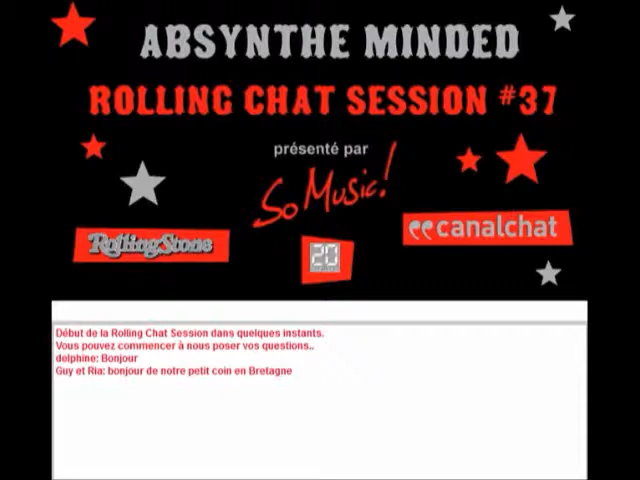 ABSYNTHE MINDED
ROLLING CHAT SESSION #37
présenté par
So Music!
RollingStone
canalchat
20
Début de la Rolling Chat Session dans quelques instants.
Vous pouvez commencer à nous poser vos questions..
delphine: Bonjour
Guy et Ria: bonjour de notre petit coin en Bretagne